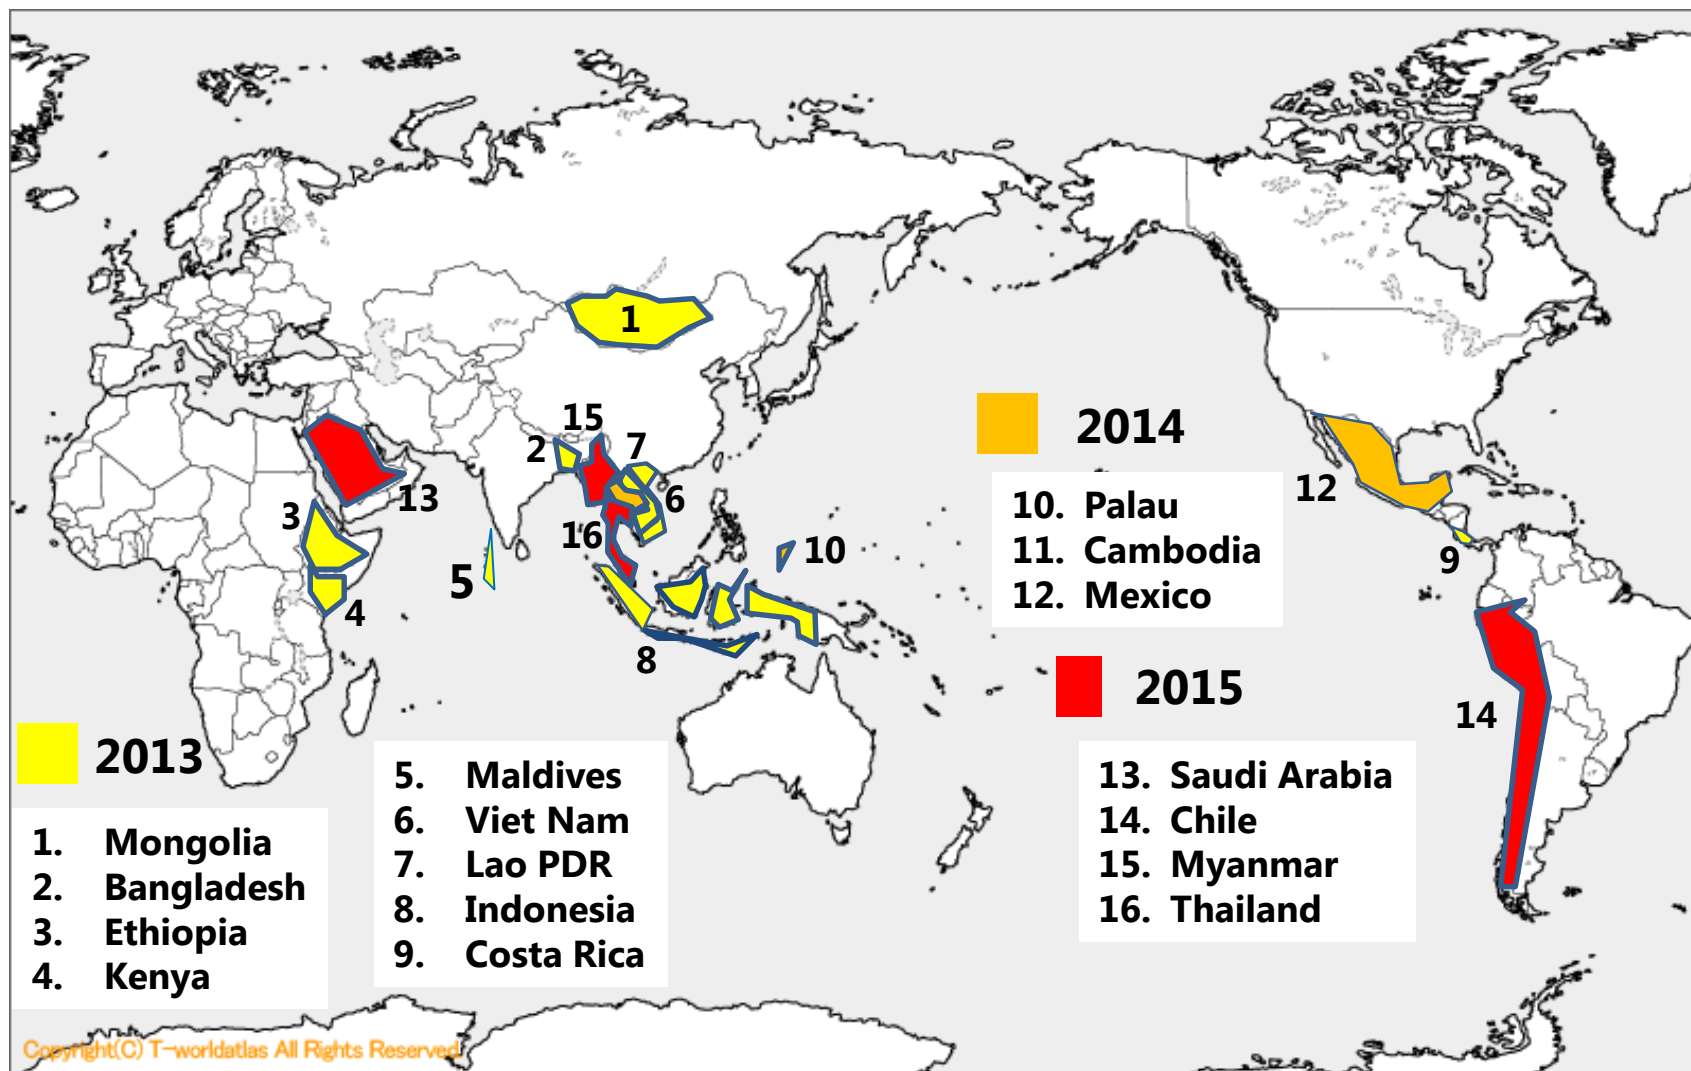 1
15
2
7
2014
12
13
3
6
16
10. Palau
11. Cambodia
12. Mexico
10
9
5
4
8
2015
14
2013
1. Mongolia
2. Bangladesh
3. Ethiopia
4. Kenya
5. Maldives
6. Viet Nam
7. Lao PDR
8. Indonesia
9. Costa Rica
13. Saudi Arabia
14. Chile
15. Myanmar
16. Thailand
Copyright(C) T-worldatlas All Rights Reserved